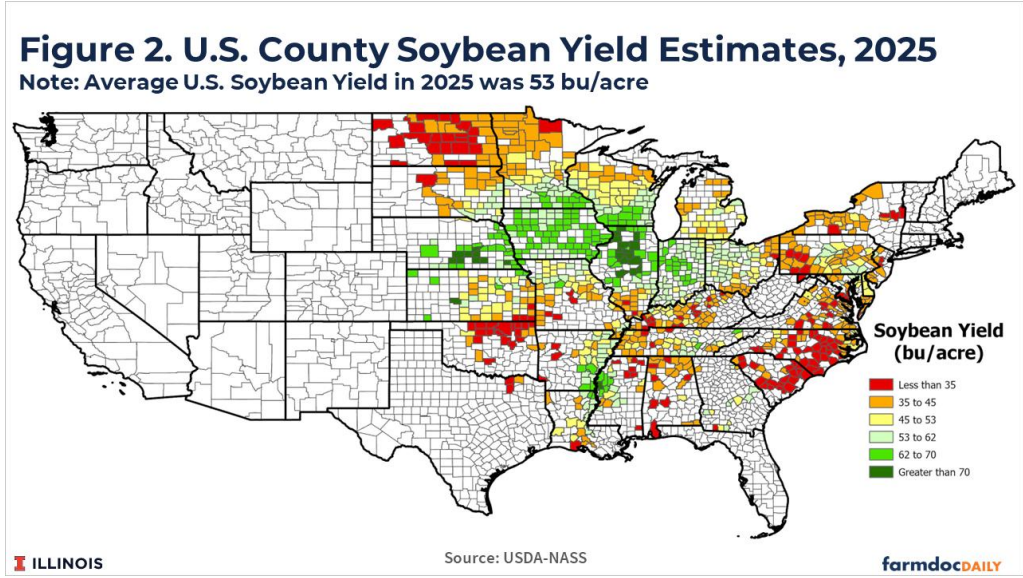 Figure 2. U.S. County Soybean Yield Estimates, 2025
Note: Average U.S. Soybean Yield in 2025 was 53 bu/acre
Soybean Yield
(bu/acre)
Less than 35
35 to 45
45 to 53
53 to 62
62 to 70
Greater than 70
I ILLINOIS
Source: USDA-NASS
farmdocDAILY